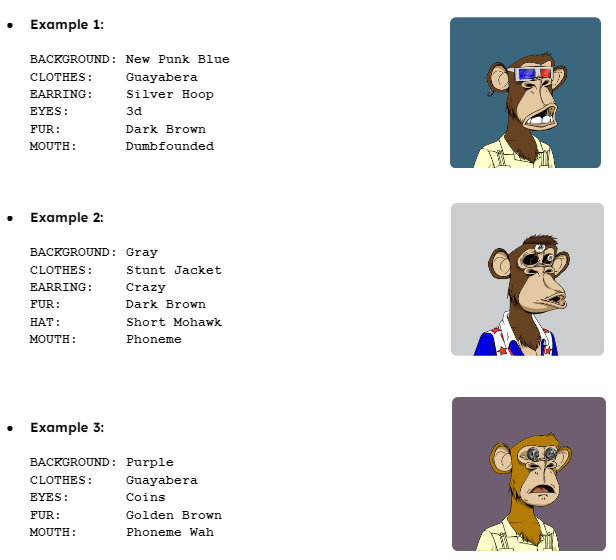 • Example 1:
BACKGROUND: New Punk Blue
CLOTHES: Guayabera
EARRING: Silver Hoop
EYES: 3d
FUR: Dark Brown
MOUTH: Dumbfounded
• Example 2:
BACKGROUND: Gray
CLOTHES: Stunt Jacket
EARRING: Crazy
FUR: Dark Brown
HAT: Short Mohawk
MOUTH: Phoneme
• Example 3:
BACKGROUND: Purple
CLOTHES: Guayabera
EYES: Coins
FUR: Golden Brown
MOUTH: Phoneme Wah